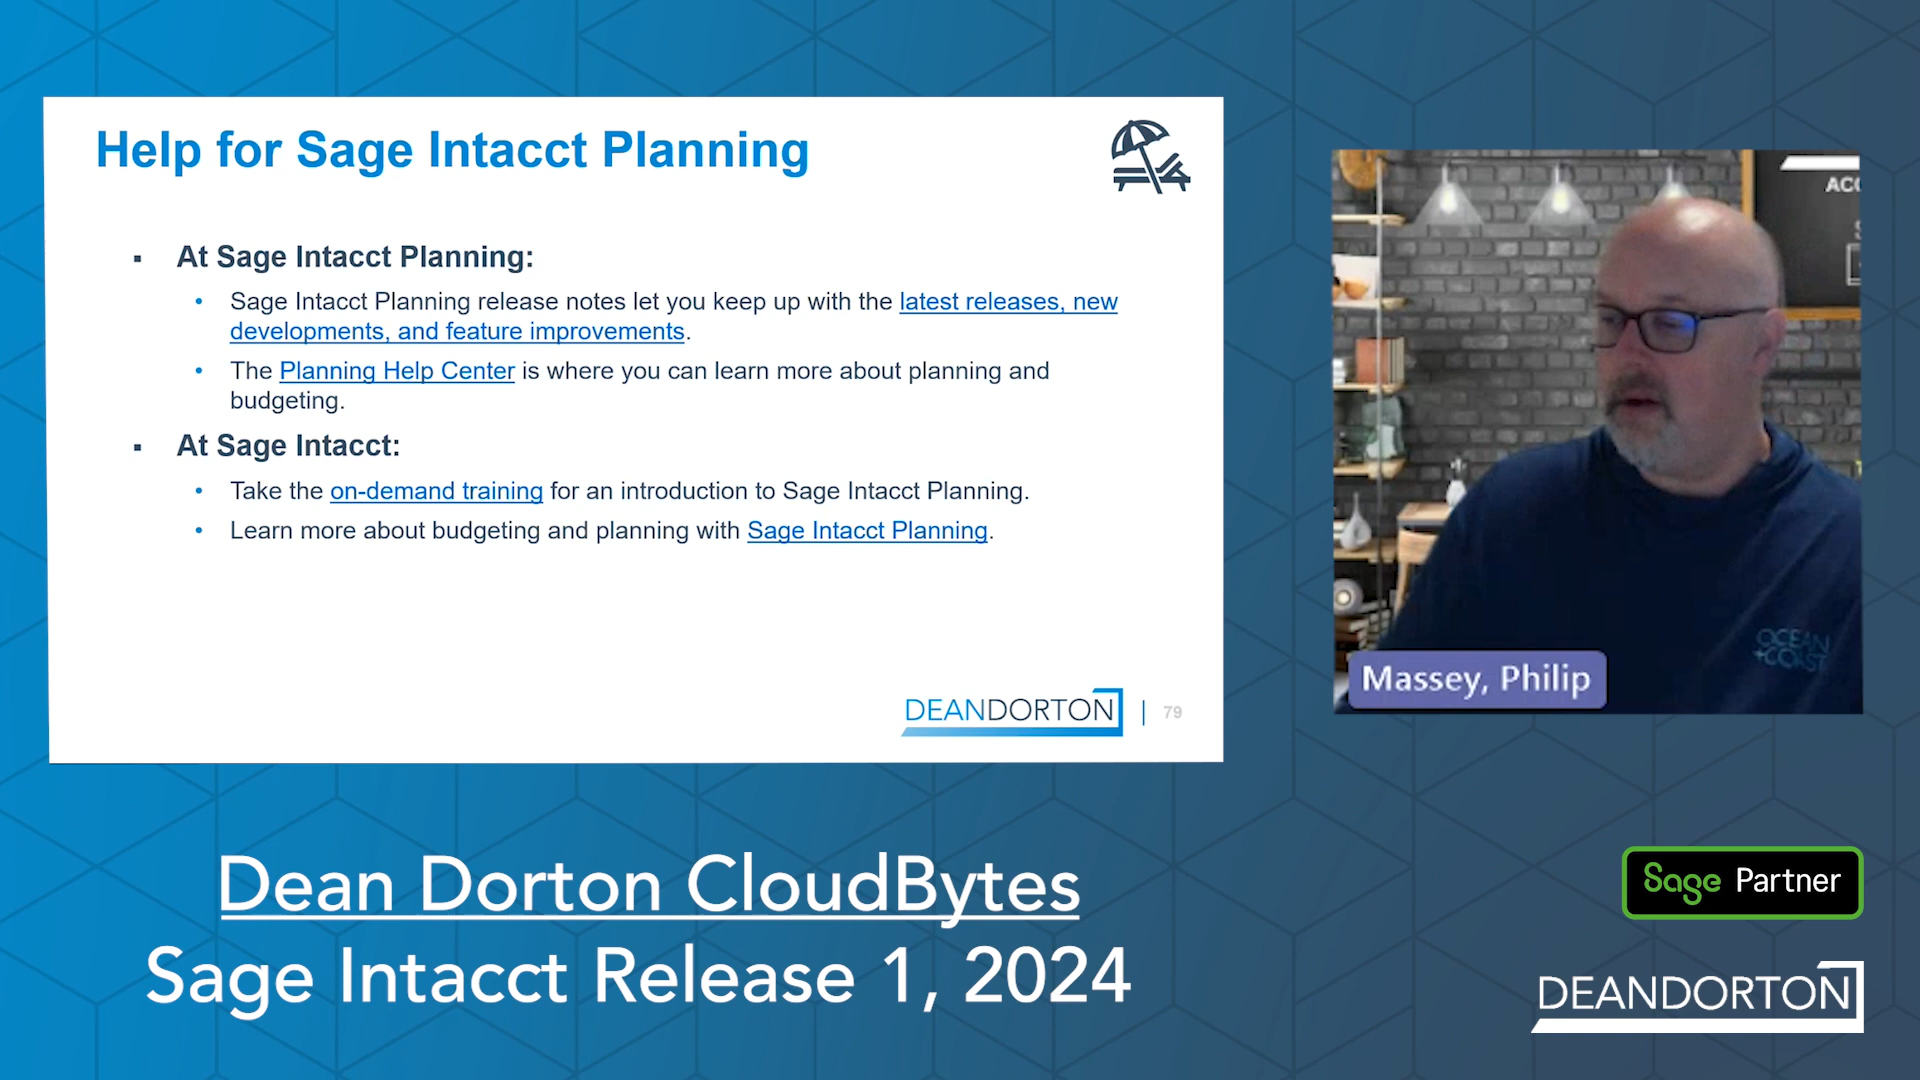 Help for Sage Intacct Planning
▪ At Sage Intacct Planning:
• Sage Intacct Planning release notes let you keep up with the latest releases, new
developments, and feature improvements.
• The Planning Help Center is where you can learn more about planning and
budgeting.
▪ At Sage Intacct:
• Take the on-demand training for an introduction to Sage Intacct Planning.
• Learn more about budgeting and planning with Sage Intacct Planning.
DEANDORTON | 79
OCEAN
+COAST
Massey, Philip
Dean Dorton CloudBytes
Sage Intacct Release 1, 2024
Sage Partner
DEANDORTON